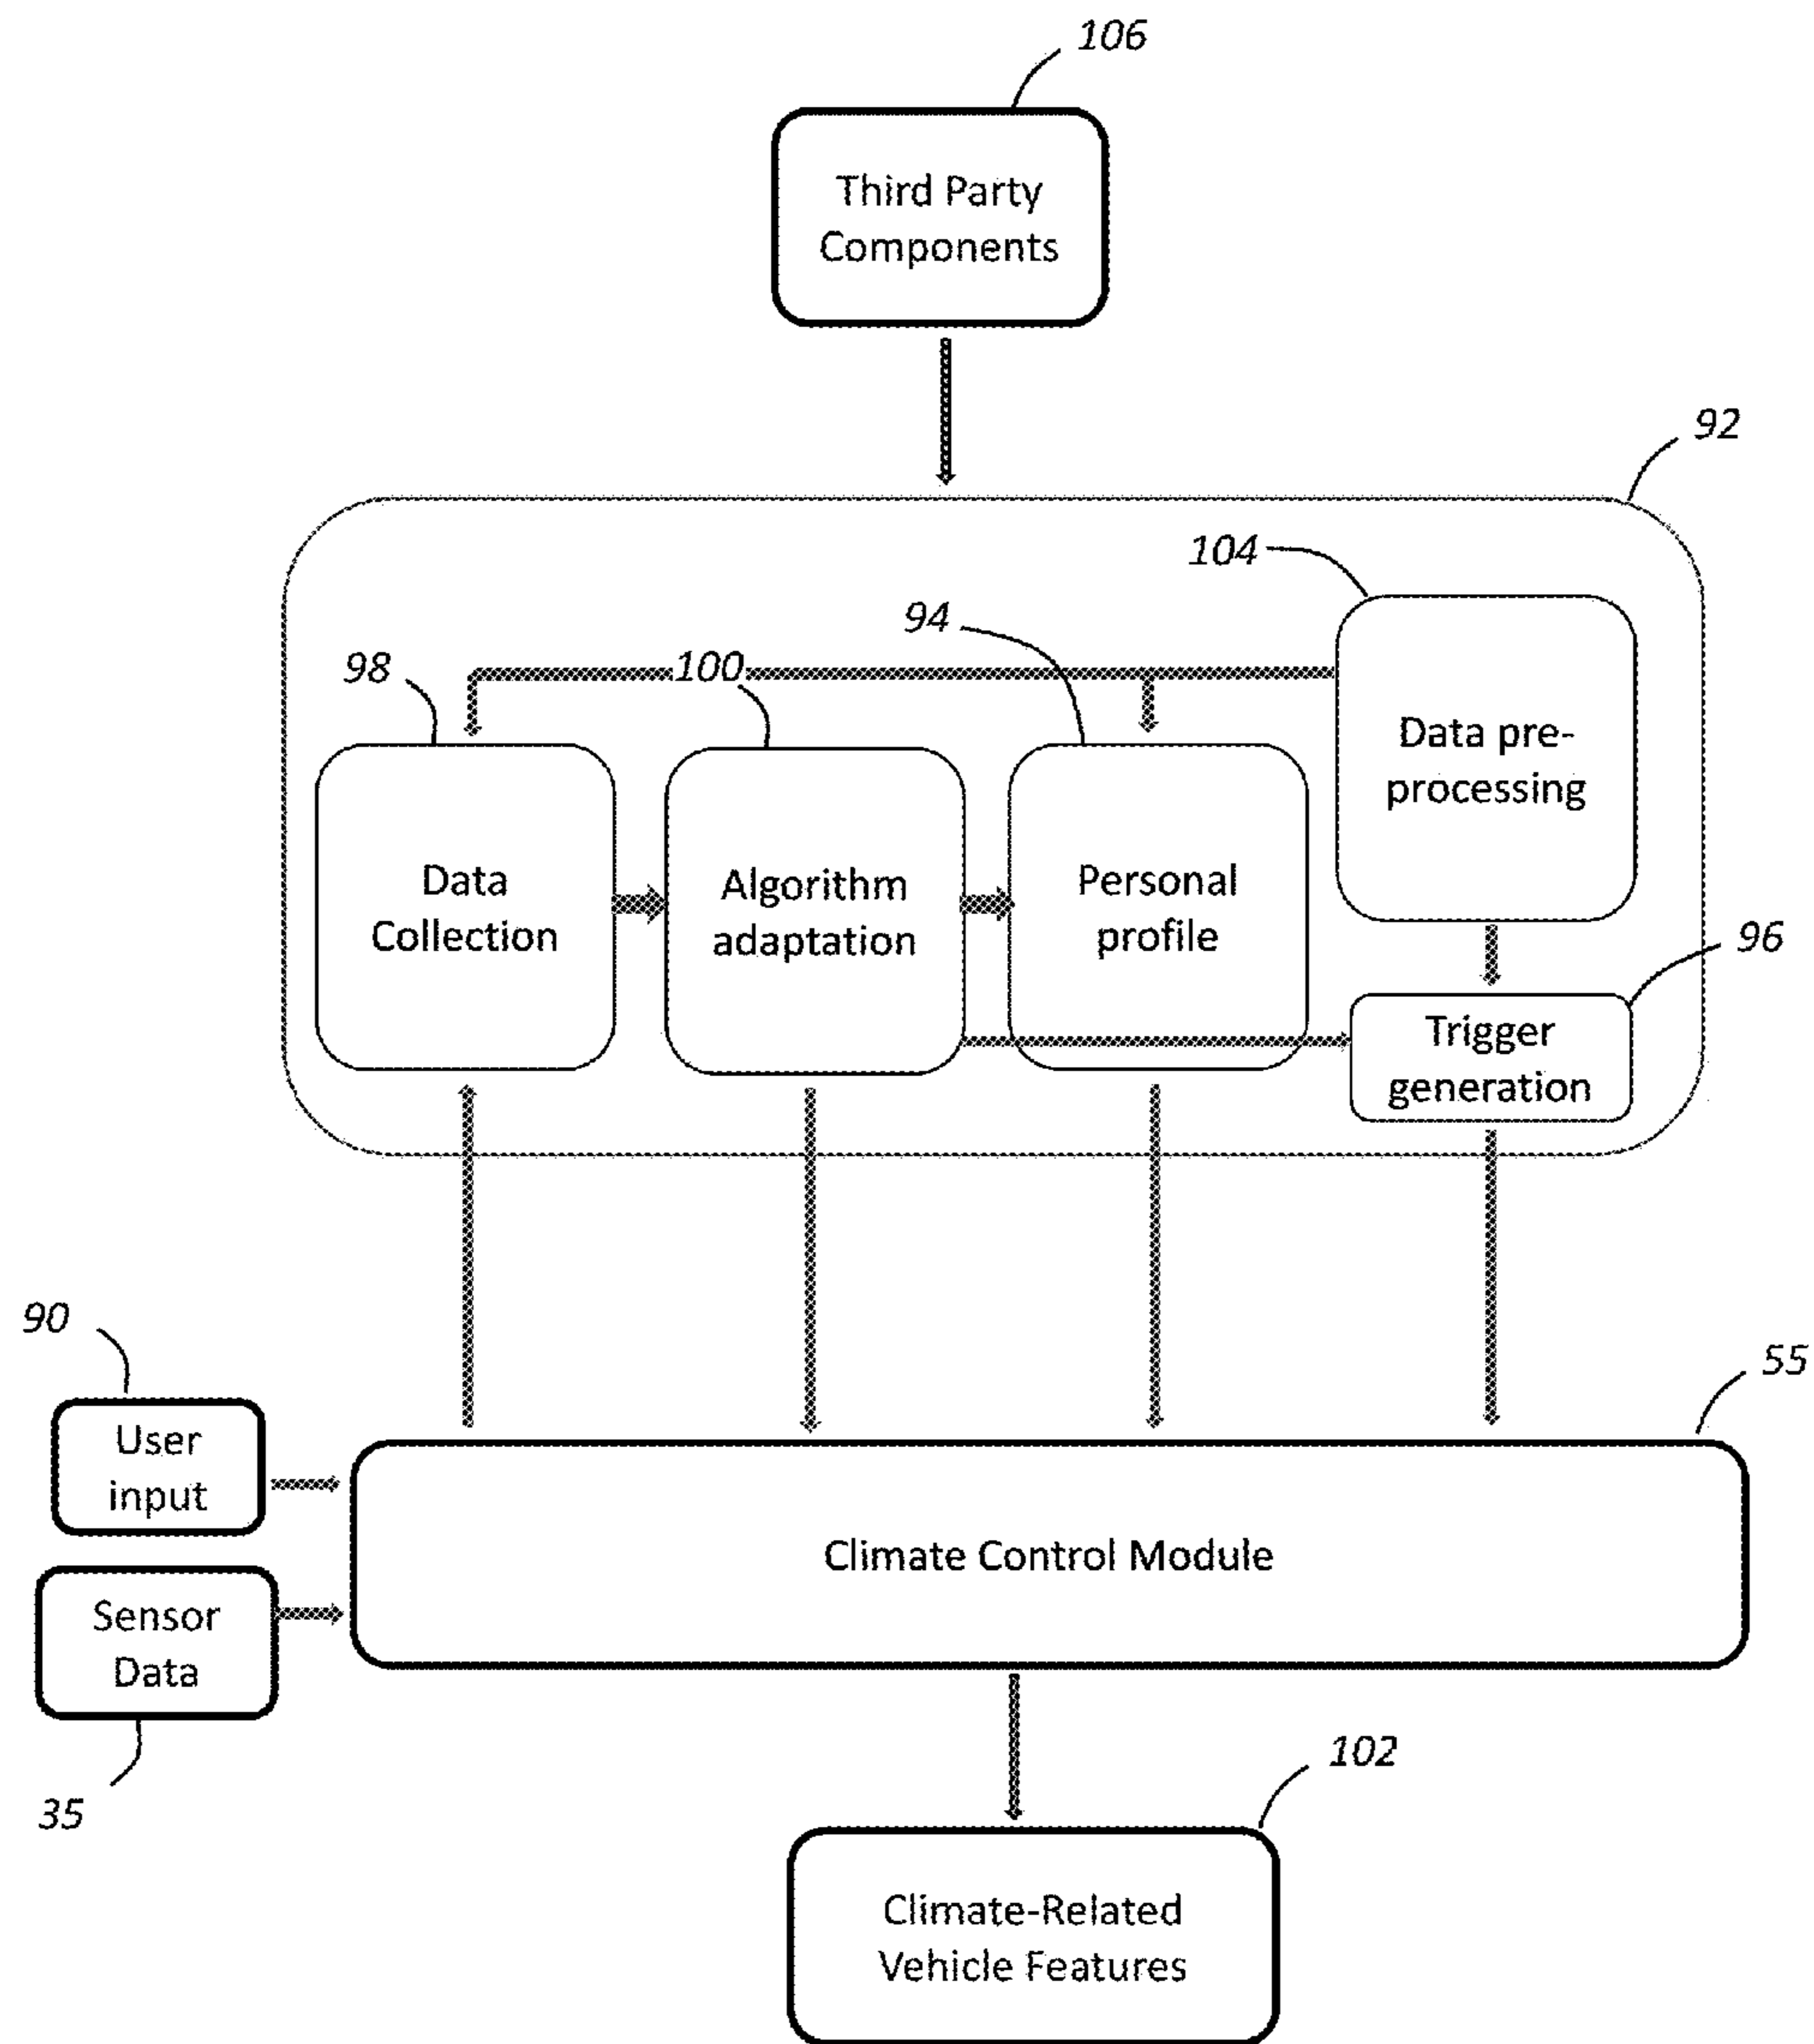 106
Third Party
Components
92
104
94
98
100
Data pre-
processing
Data
Collection
Algorithm
adaptation
Personal
profile
96
Trigger
generation
90
55
User
input
Climate Control Module
Sensor
Data
35
102
Climate-Related
Vehicle Features